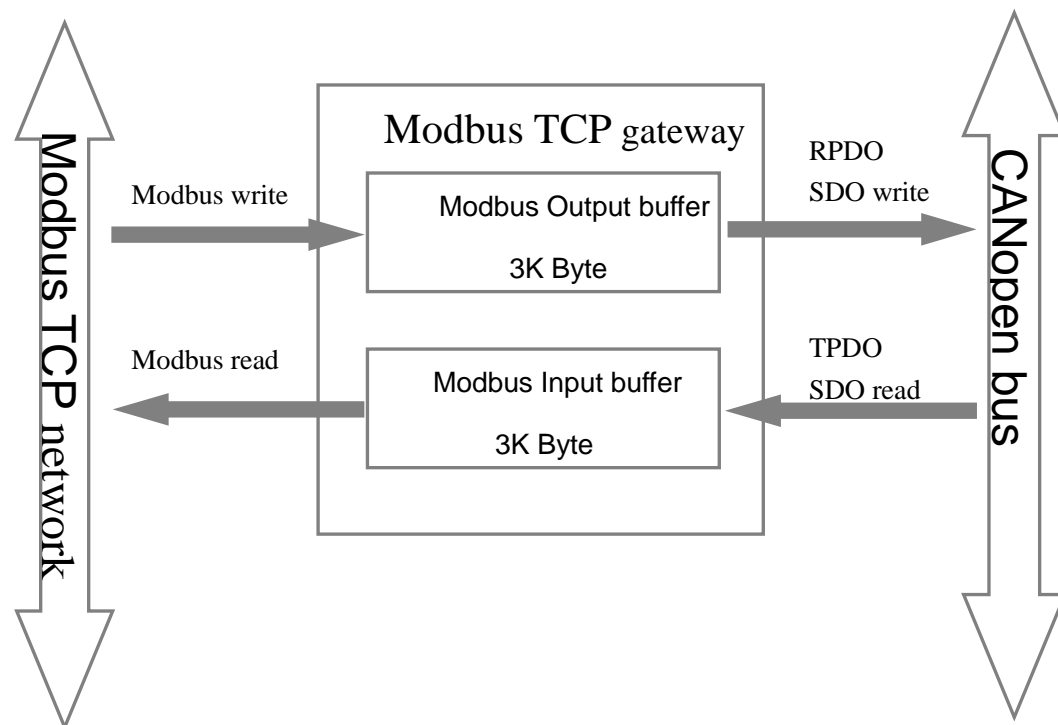 Modbus TCP network
Modbus write
Modbus read
Modbus TCP gateway
Modbus Output buffer
3K Byte
Modbus Input buffer
3K Byte
RPDO
SDO write
TPDO
SDO read
CANopen bus